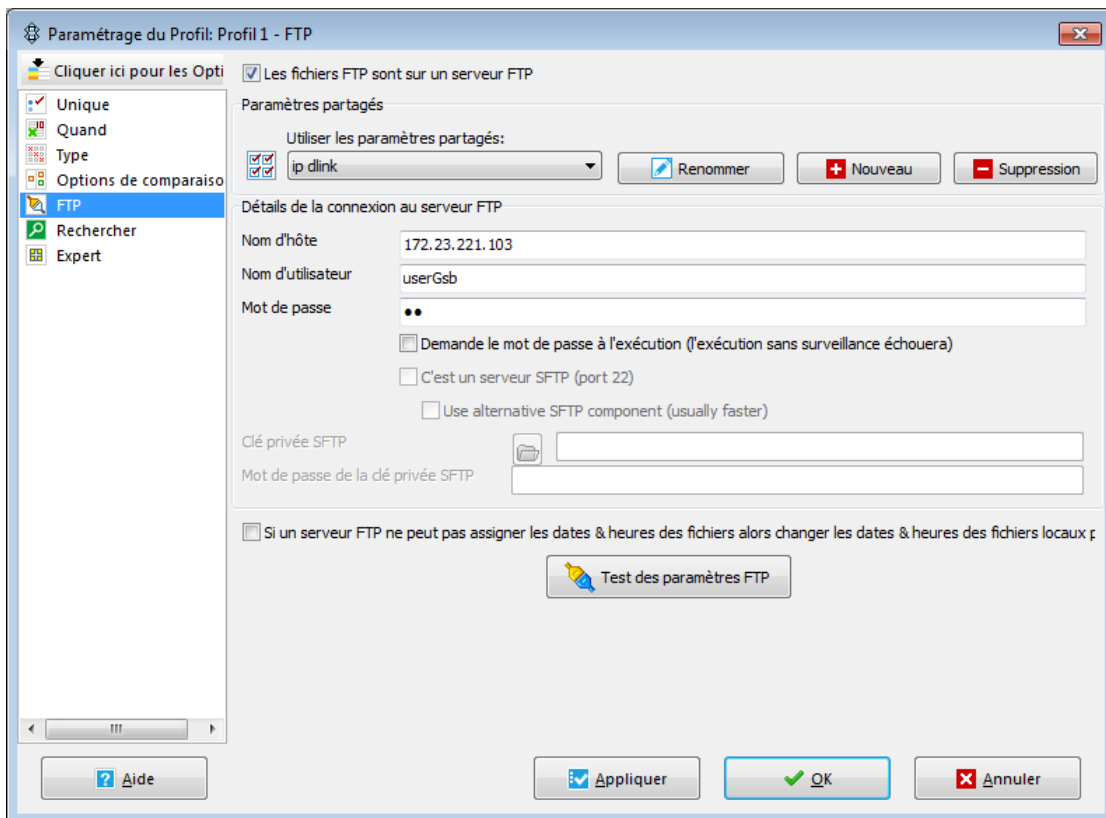 Paramétrage du Profil: Profil 1 - FTP
Cliquer ici pour les Opti
Unique
Quand
Type
Options de comparaiso
FTP
Rechercher
Expert
Les fichiers FTP sont sur un serveur FTP
Paramètres partagés
Utiliser les paramètres partagés:
ip dlink
Renommer
Nouveau
Suppression
Détails de la connexion au serveur FTP
Nom d'hôte
172.23.221.103
Nom d'utilisateur
userGsb
Mot de passe
●●
Demande le mot de passe à l'exécution (l'exécution sans surveillance échouera)
C'est un serveur SFTP (port 22)
Use alternative SFTP component (usually faster)
Clé privée SFTP
Mot de passe de la clé privée SFTP
Si un serveur FTP ne peut pas assigner les dates & heures des fichiers alors changer les dates & heures des fichiers locaux p
Test des paramètres FTP
Aide
Appliquer
OK
Annuler